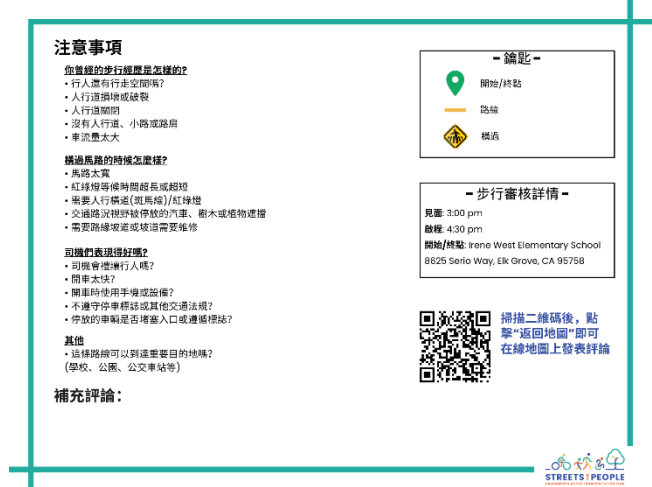 注意事項
你曾經的步行經歷是怎樣的?
• 行人還有行走空間嗎?
• 人行道損壞或破裂
• 人行道關閉
• 沒有人行道、小路或路肩
• 車流量太大
橫過馬路的時候怎麼樣?
• 馬路太寬
• 紅綠燈等候時間超長或超短
• 需要人行橫道(斑馬線)/紅綠燈
• 交通路況視野被停放的汽車、樹木或植物遮擋
• 需要路緣坡道或坡道需要維修
司機們表現得好嗎?
• 司機會禮讓行人嗎?
• 開車太快?
• 開車時使用手機或設備?
• 不遵守停車標誌或其他交通法規?
• 停放的車輛是否堵塞入口或遵循標誌?
其他
• 這條路線可以到達重要目的地嗎?
(學校、公園、公交車站等)
補充評論:
- 鑰匙 -
開始/終點
路線
橫過
- 步行審核詳情 -
見面: 3:00 pm
啟程: 4:30 pm
開始/終點: Irene West Elementary School
8625 Serio Way, Elk Grove, CA 95758
掃描二維碼後，點
擊“返回地圖”即可
在線地圖上發表評論
STREETS FOR PEOPLE
SACRAMENTO ACTIVE TRANSPORTATION PLAN